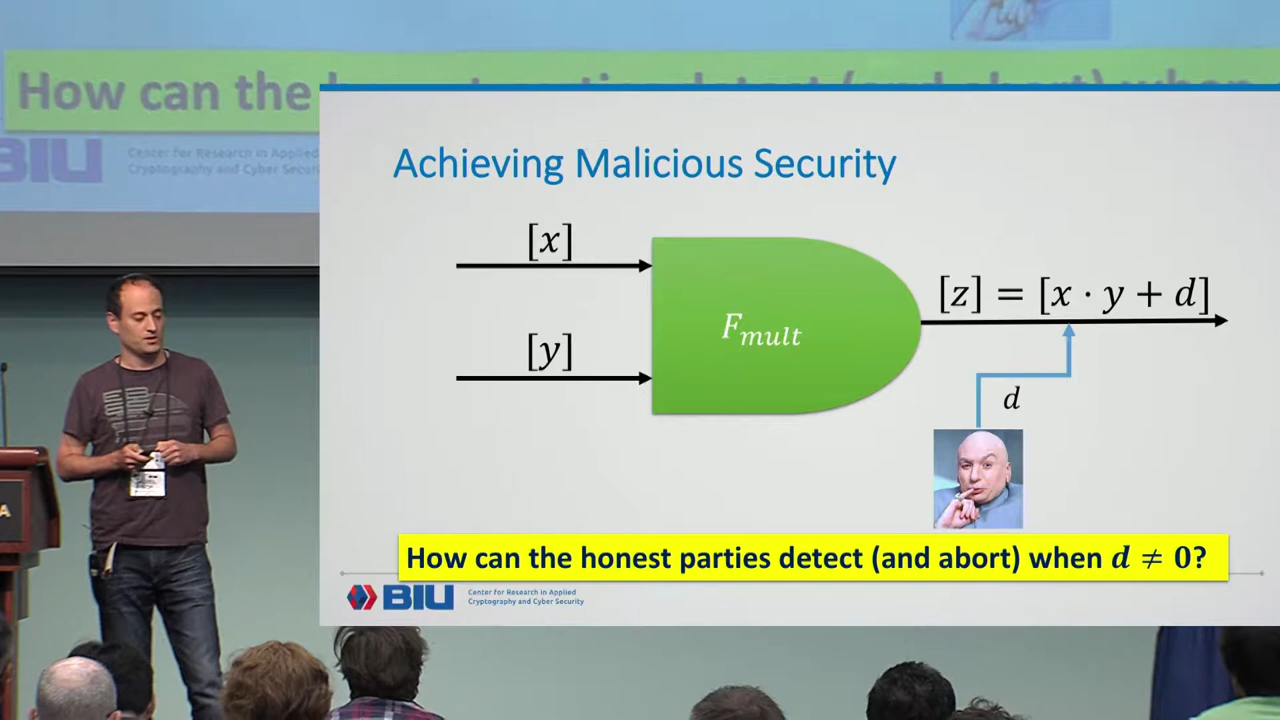 How can the
BIU
Center for Research in Applied
Cryptography and Cyber Securi
Achieving Malicious Security
[x]
[y]
F_mult
[z] = [x · y + d]
d
How can the honest parties detect (and abort) when d ≠ 0?
BIU
Center for Research in Applied
Cryptography and Cyber Security
A